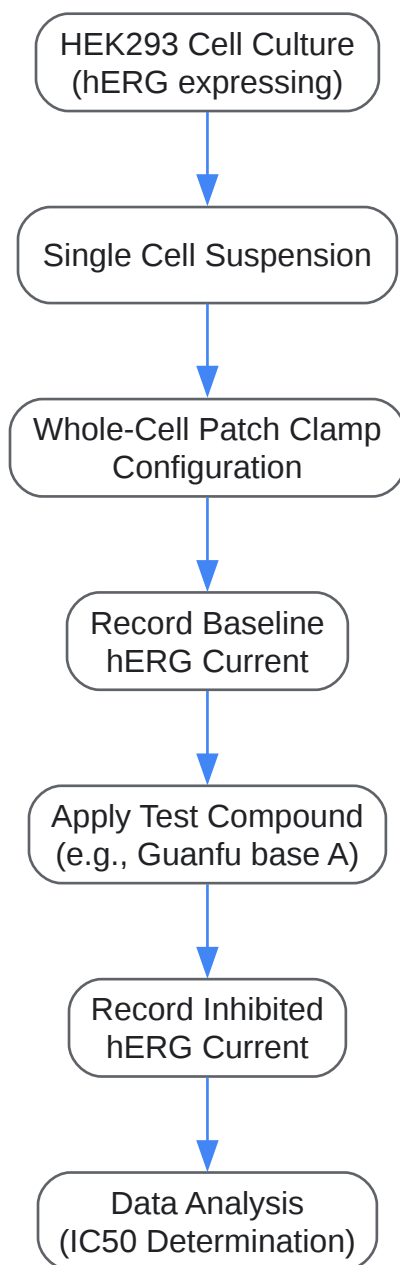 HEK293 Cell Culture
(hERG expressing)
Single Cell Suspension
Whole-Cell Patch Clamp
Configuration
Record Baseline
hERG Current
Apply Test Compound
(e.g., Guanfu base A)
Record Inhibited
hERG Current
Data Analysis
(IC50 Determination)